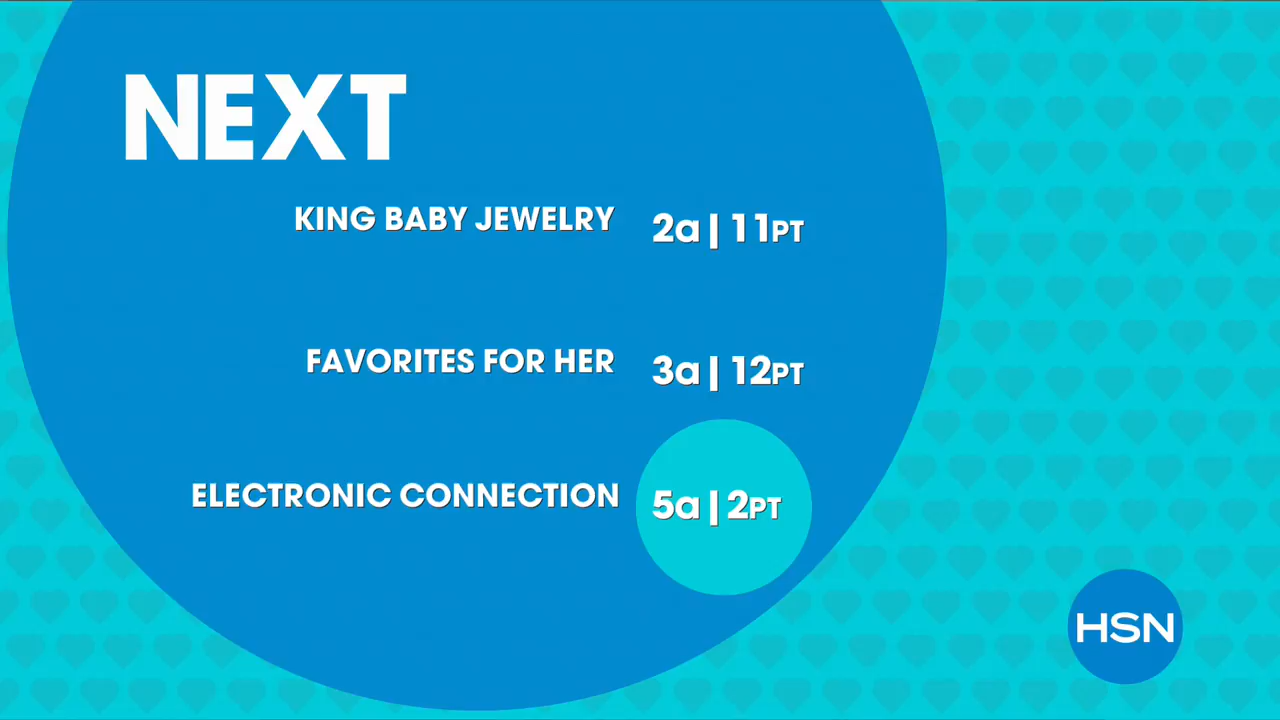 NEXT
KING BABY JEWELRY 2a | 11PT
FAVORITES FOR HER 3a | 12PT
ELECTRONIC CONNECTION 5a | 2PT
HSN